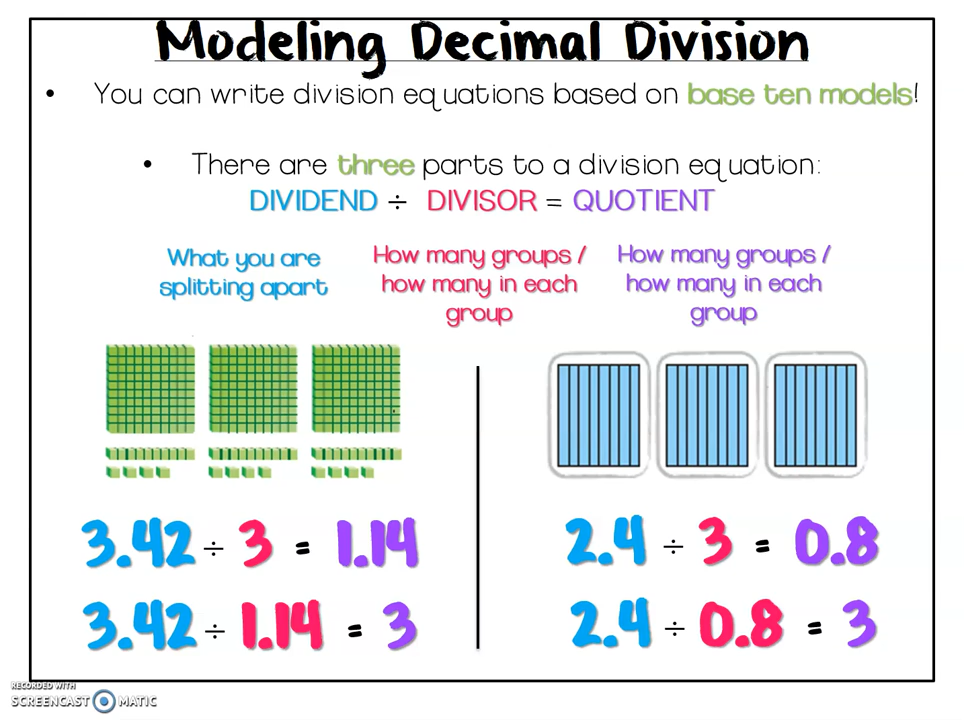 Modeling Decimal Division
• You can write division equations based on base ten models!
• There are three parts to a division equation:
DIVIDEND ÷ DIVISOR = QUOTIENT
What you are
splitting apart
How many groups /
how many in each
group
How many groups /
how many in each
group
3.42 ÷ 3 = 1.14
3.42 ÷ 1.14 = 3
2.4 ÷ 3 = 0.8
2.4 ÷ 0.8 = 3
RECORDED WITH
SCREENCAST MATIC